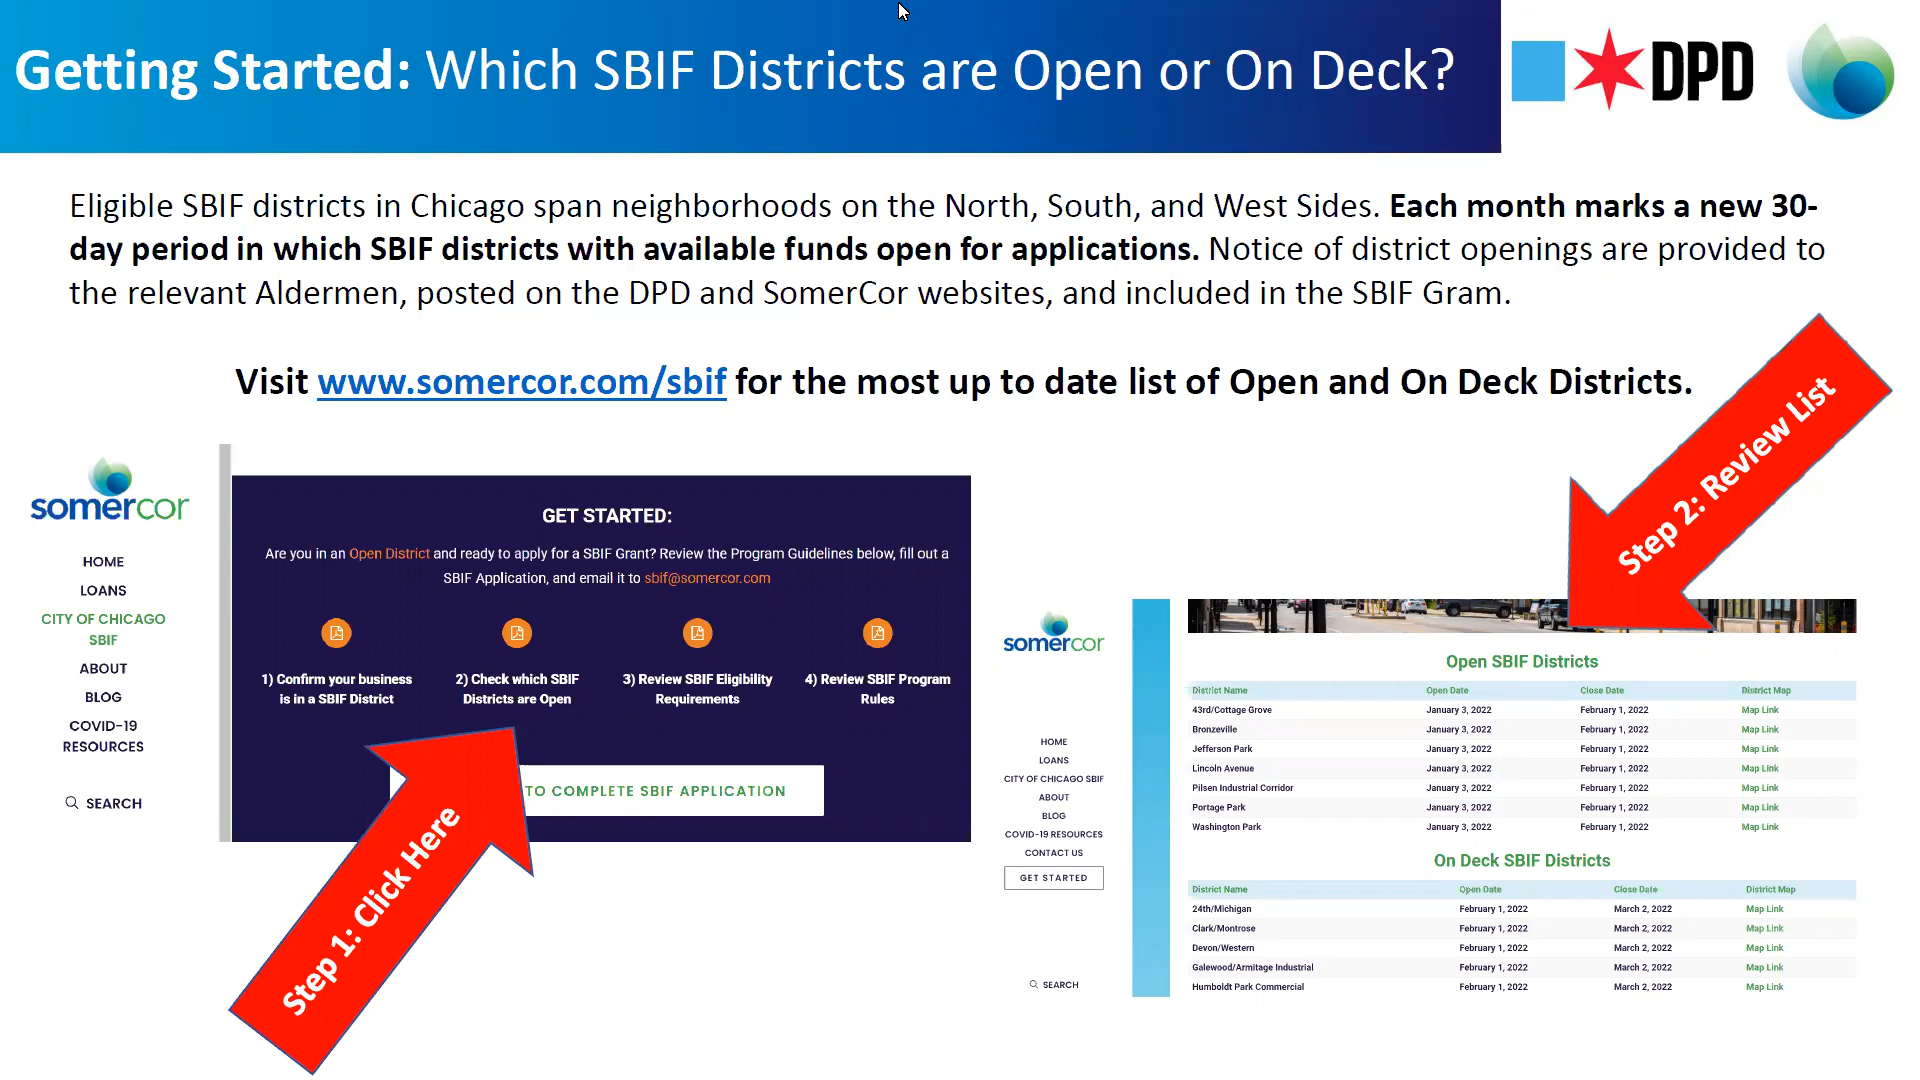 Getting Started: Which SBIF Districts are Open or On Deck?
DPD
Eligible SBIF districts in Chicago span neighborhoods on the North, South, and West Sides. Each month marks a new 30-
day period in which SBIF districts with available funds open for applications. Notice of district openings are provided to
the relevant Aldermen, posted on the DPD and SomerCor websites, and included in the SBIF Gram.
Visit www.somercor.com/sbif for the most up to date list of Open and On Deck Districts.
somercor
HOME
LOANS
CITY OF CHICAGO
SBIF
ABOUT
BLOG
COVID-19
RESOURCES
SEARCH
GET STARTED:
Are you in an Open District and ready to apply for a SBIF Grant? Review the Program Guidelines below, fill out a
SBIF Application, and email it to sbif@somercor.com
1) Confirm your business
is in a SBIF District
2) Check which SBIF
Districts are Open
3) Review SBIF Eligibility
Requirements
4) Review SBIF Program
Rules
TO COMPLETE SBIF APPLICATION
Step 1: Click Here
Step 2: Review List
somercor
HOME
LOANS
CITY OF CHICAGO SBIF
ABOUT
BLOG
COVID-19 RESOURCES
CONTACT US
GET STARTED
SEARCH
Open SBIF Districts
District Name Open Date Close Date District Map
43rd/Cottage Grove January 3, 2022 February 1, 2022 Map Link
Bronzeville January 3, 2022 February 1, 2022 Map Link
Jefferson Park January 3, 2022 February 1, 2022 Map Link
Lincoln Avenue January 3, 2022 February 1, 2022 Map Link
Pilsen Industrial Corridor January 3, 2022 February 1, 2022 Map Link
Portage Park January 3, 2022 February 1, 2022 Map Link
Washington Park January 3, 2022 February 1, 2022 Map Link
On Deck SBIF Districts
District Name Open Date Close Date District Map
24th/Michigan February 1, 2022 March 2, 2022 Map Link
Clark/Montrose February 1, 2022 March 2, 2022 Map Link
Devon/Western February 1, 2022 March 2, 2022 Map Link
Galewood/Armitage Industrial February 1, 2022 March 2, 2022 Map Link
Humboldt Park Commercial February 1, 2022 March 2, 2022 Map Link